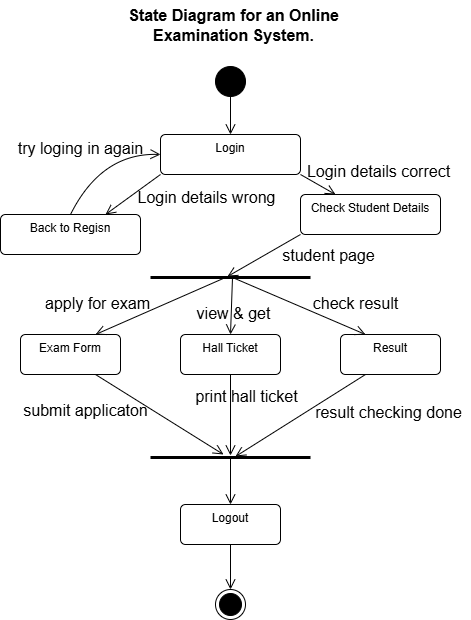 State Diagram for an Online
Examination System.
Login
try loging in again
Login details correct
Login details wrong
Check Student Details
Back to Regisn
student page
apply for exam
view & get
check result
Exam Form
Hall Ticket
Result
submit applicaton
print hall ticket
result checking done
Logout